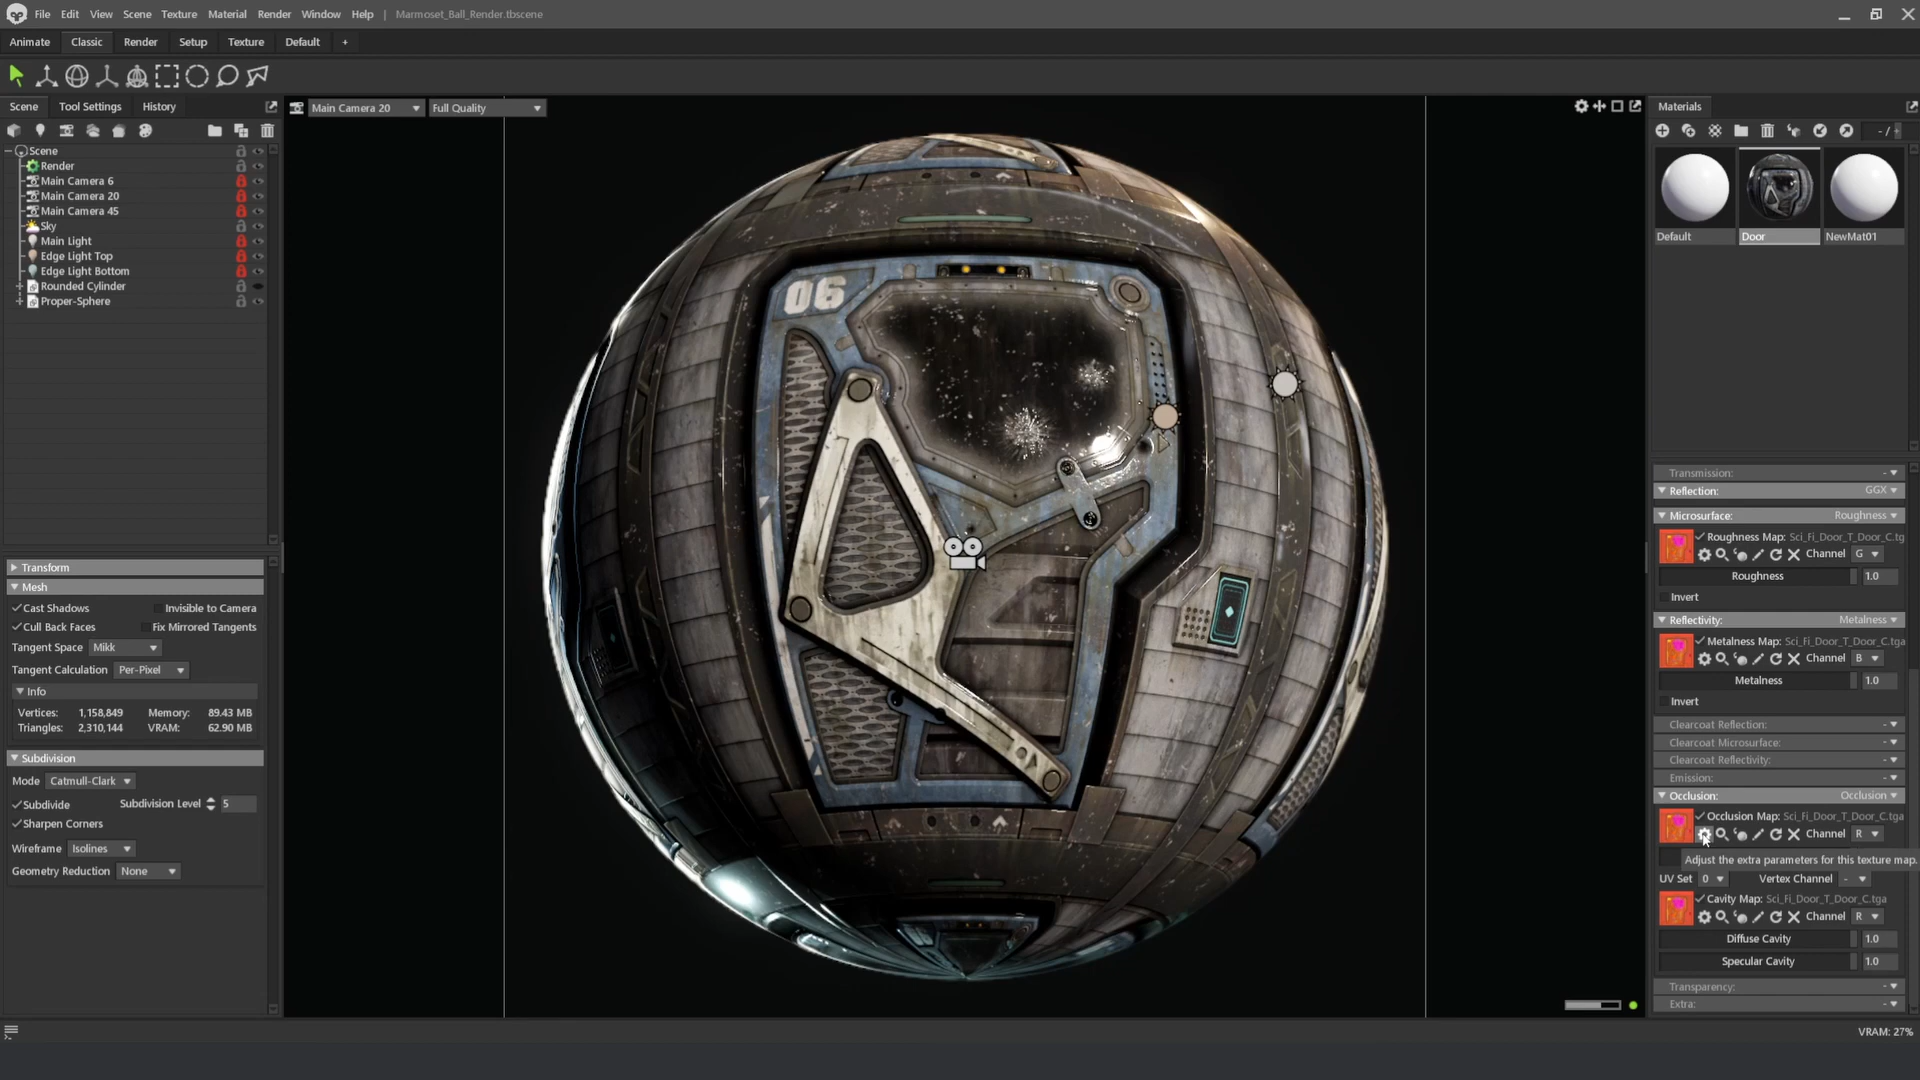 File Edit View Scene Texture Material Render Window Help | Marmoset_Ball_Render.tbscene
Animate Classic Render Setup Texture Default +
Scene Tool Settings History
Main Camera 20
Full Quality
Materials
- /
Scene
Render
Main Camera 6
Main Camera 20
Main Camera 45
Sky
Main Light
Edge Light Top
Edge Light Bottom
Rounded Cylinder
Proper-Sphere
Transform
Mesh
Cast Shadows Invisible to Camera
Cull Back Faces Fix Mirrored Tangents
Tangent Space Mikk
Tangent Calculation Per-Pixel
Info
Vertices: 1,158,849 Memory: 89.43 MB
Triangles: 2,310,144 VRAM: 62.90 MB
Subdivision
Mode Catmull-Clark
Subdivide Subdivision Level 5
Sharpen Corners
Wireframe Isolines
Geometry Reduction None
06
Default Door NewMat01
Transmission: -
Reflection: GGX
Microsurface: Roughness
Roughness Map: Sci_Fi_Door_T_Door_C.tg
Channel G
Roughness 1.0
Invert
Reflectivity: Metalness
Metalness Map: Sci_Fi_Door_T_Door_C.tga
Channel B
Metalness 1.0
Invert
Clearcoat Reflection: -
Clearcoat Microsurface: -
Clearcoat Reflectivity: -
Emission: -
Occlusion: Occlusion
Occlusion Map: Sci_Fi_Door_T_Door_C.tga
Channel R
Adjust the extra parameters for this texture map.
UV Set 0 Vertex Channel -
Cavity Map: Sci_Fi_Door_T_Door_C.tga
Channel R
Diffuse Cavity 1.0
Specular Cavity 1.0
Transparency: -
Extra: -
VRAM: 27%